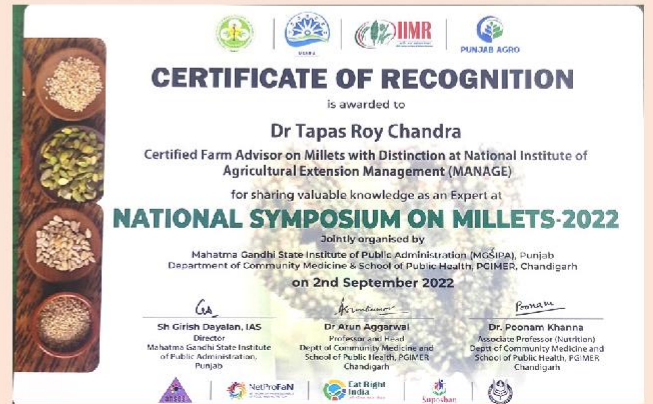 IIMR
PUNJAB AGRO
CERTIFICATE OF RECOGNITION
is awarded to
Dr Tapas Roy Chandra
Certified Farm Advisor on Millets with Distinction at National Institute of
Agricultural Extension Management (MANAGE)
for sharing valuable knowledge as an Expert at
NATIONAL SYMPOSIUM ON MILLETS-2022
Jointly organised by
Mahatma Gandhi State Institute of Public Administration (MGSIPA), Punjab
Department of Community Medicine & School of Public Health, PGIMER, Chandigarh
on 2nd September 2022
Poonam
Sh Girish Dayalan, IAS
Director
Mahatma Gandhi State Institute
of Public Administration,
Punjab
Dr Arun Aggarwal
Professor and Head
Deptt of Community Medicine and
School of Public Health, PGIMER
Chandigarh
Dr. Poonam Khanna
Associate Professor (Nutrition)
Deptt of Community Medicine and
School of Public Health, PGIMER
Chandigarh
NetProFaN
Eat Right
India
Suposhan